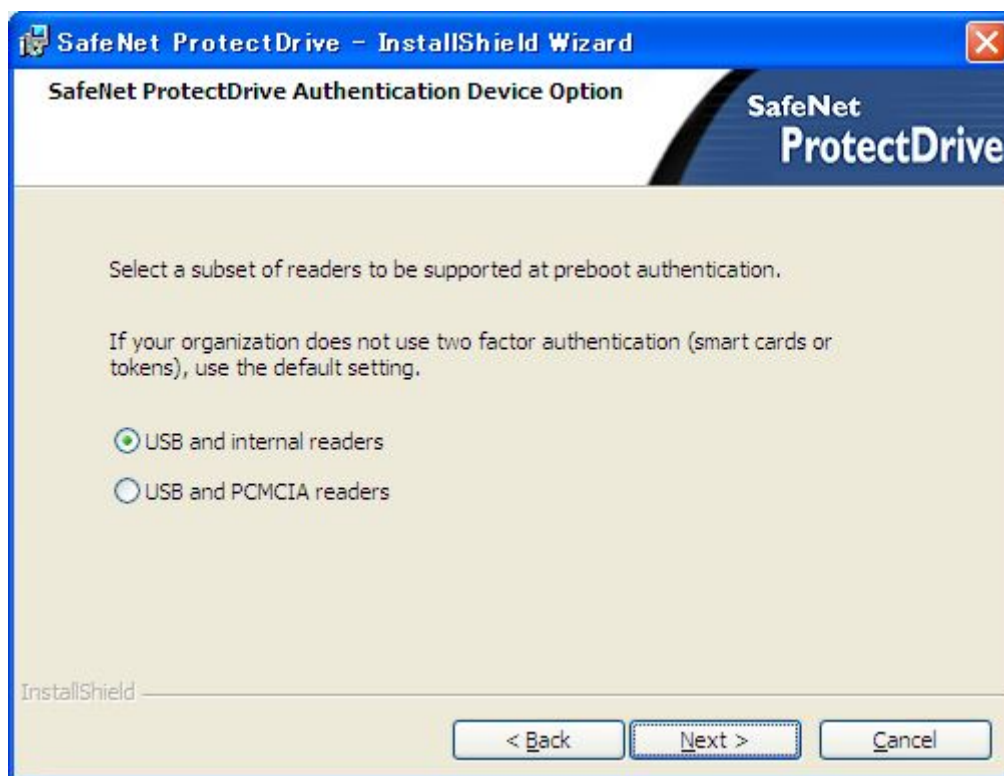 SafeNet ProtectDrive - InstallShield Wizard
SafeNet ProtectDrive Authentication Device Option
SafeNet
ProtectDrive
Select a subset of readers to be supported at preboot authentication.
If your organization does not use two factor authentication (smart cards or
tokens), use the default setting.
USB and internal readers
USB and PCMCIA readers
InstallShield
< Back
Next >
Cancel